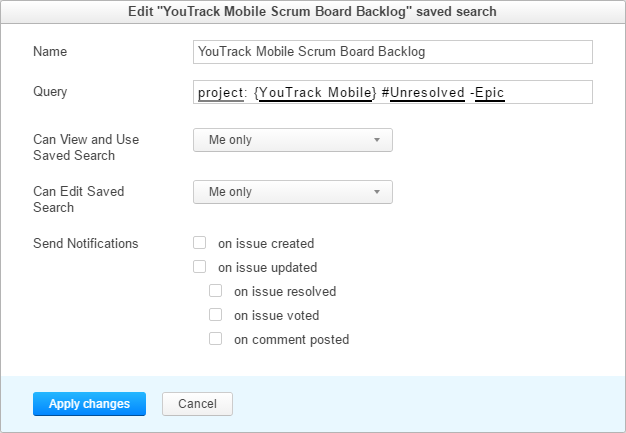 Edit "YouTrack Mobile Scrum Board Backlog" saved search
Name
YouTrack Mobile Scrum Board Backlog
Query
project: {YouTrack Mobile} #Unresolved -Epic
Can View and Use
Saved Search
Me only
Can Edit Saved
Search
Me only
Send Notifications
on issue created
on issue updated
on issue resolved
on issue voted
on comment posted
Apply changes
Cancel